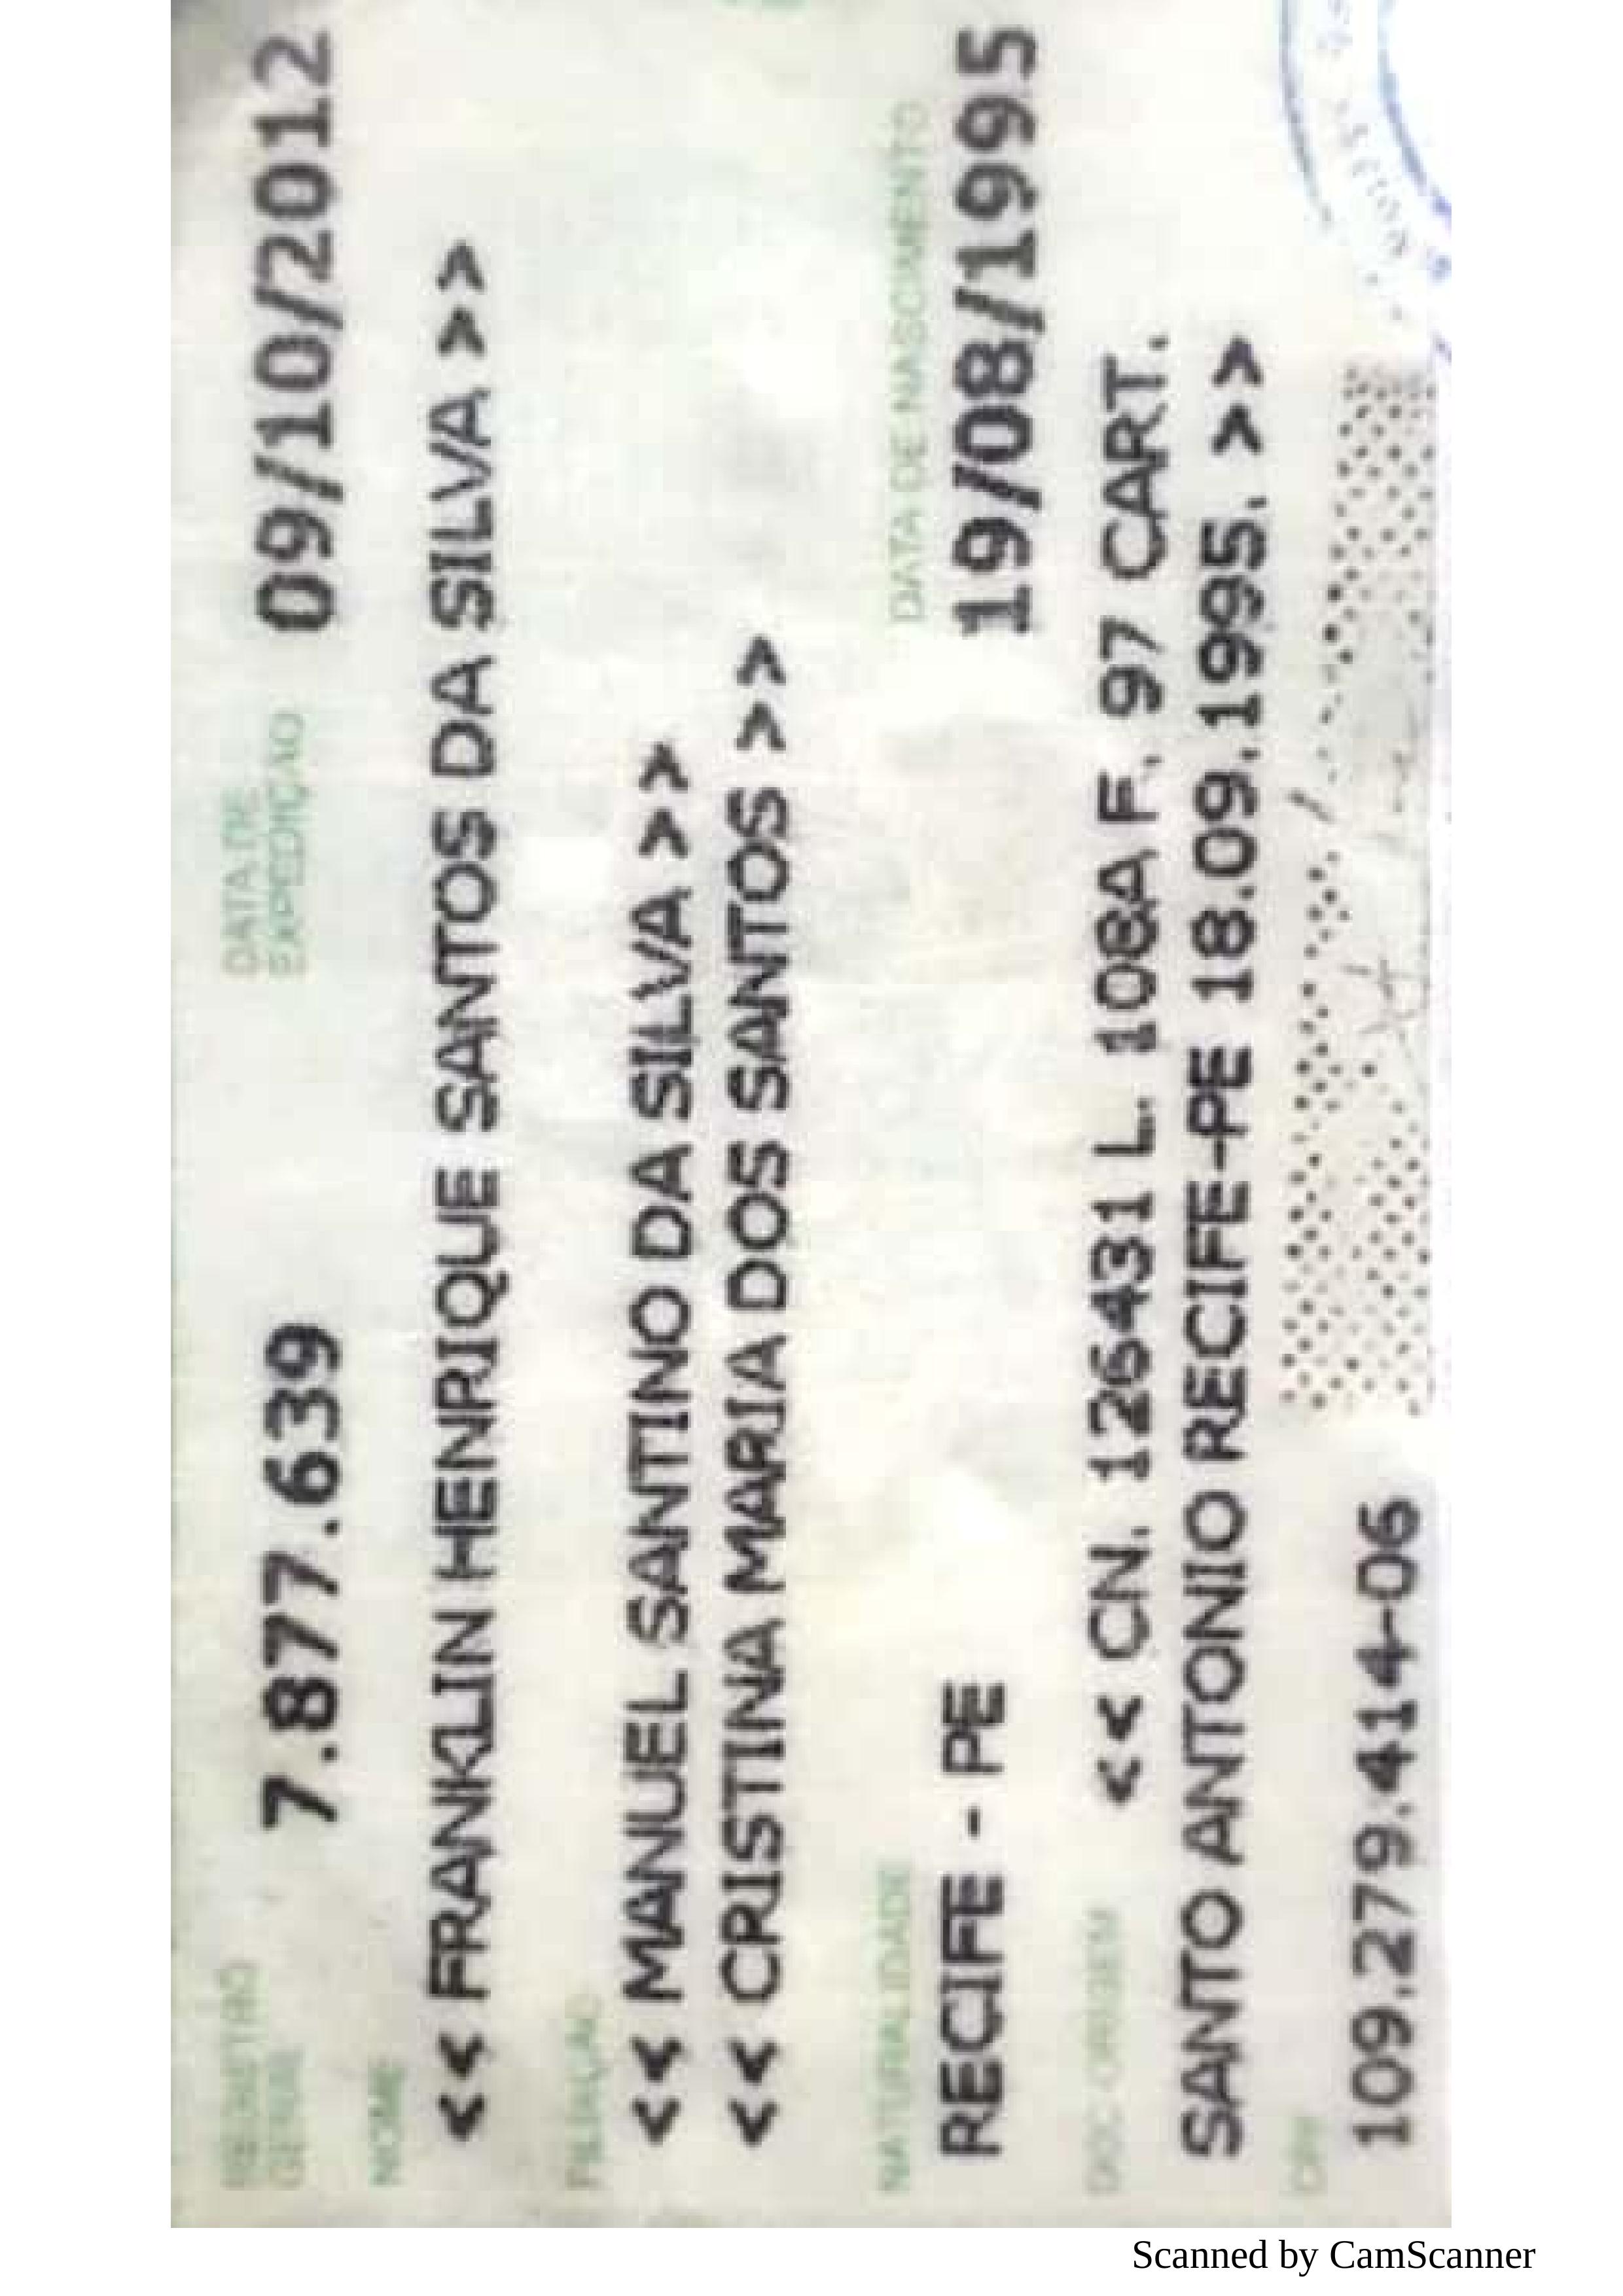 REGISTRO GERAL 7.877.639 DATA DE EXPEDIÇÃO 09/10/2012
NOME
<< FRANKLIN HENRIQUE SANTOS DA SILVA >>
FILIAÇÃO
<< MANUEL SANTINO DA SILVA >>
<< CRISTINA MARIA DOS SANTOS >>
NATURALIDADE DATA DE NASCIMENTO
RECIFE - PE 19/08/1995
DOC ORIGEM << CN. 126431 L. 108A F. 97 CART.
SANTO ANTONIO RECIFE-PE 18.09.1995. >>
CPF
109.279.414-06
Scanned by CamScanner